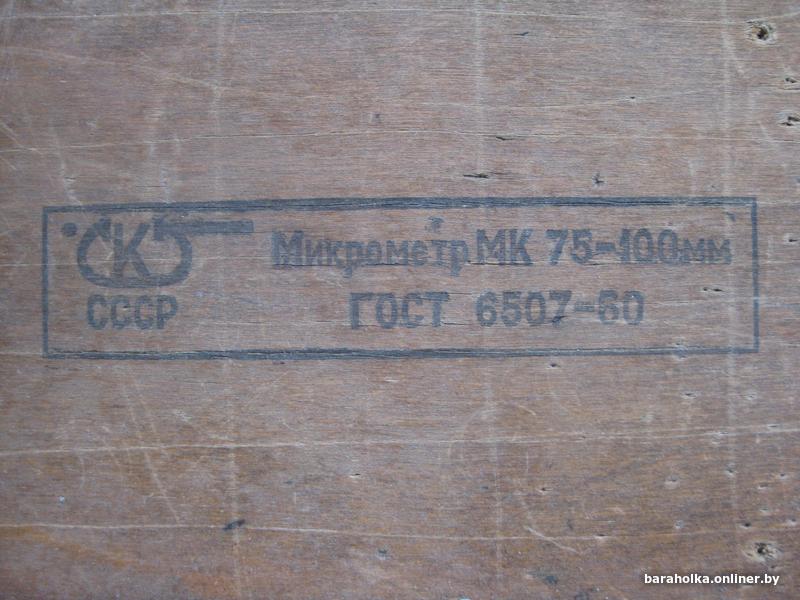 К
Микрометр МК 75-100мм
СССР
ГОСТ 6507-60
baraholka.onliner.by